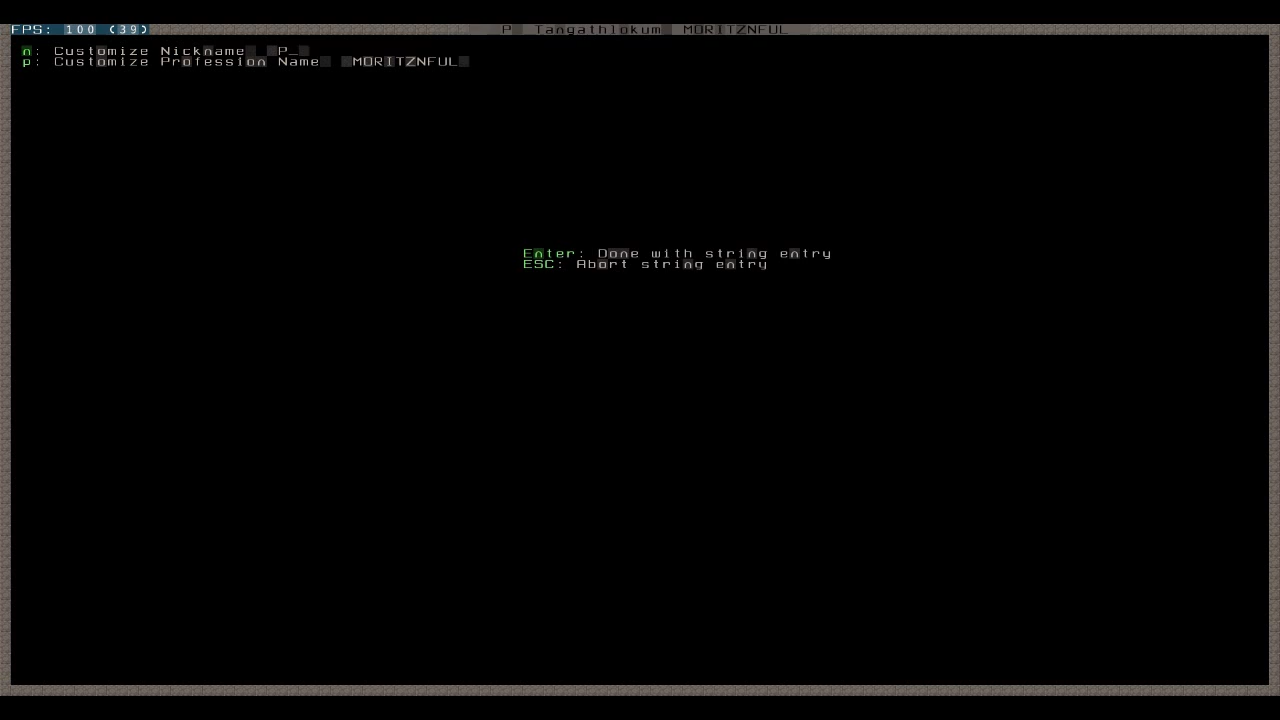 FPS: 100 (39) P Tangathlokum MORITZNFUL
n: Customize Nickname P_
p: Customize Profession Name MORITZNFUL
Enter: Done with string entry
ESC: Abort string entry